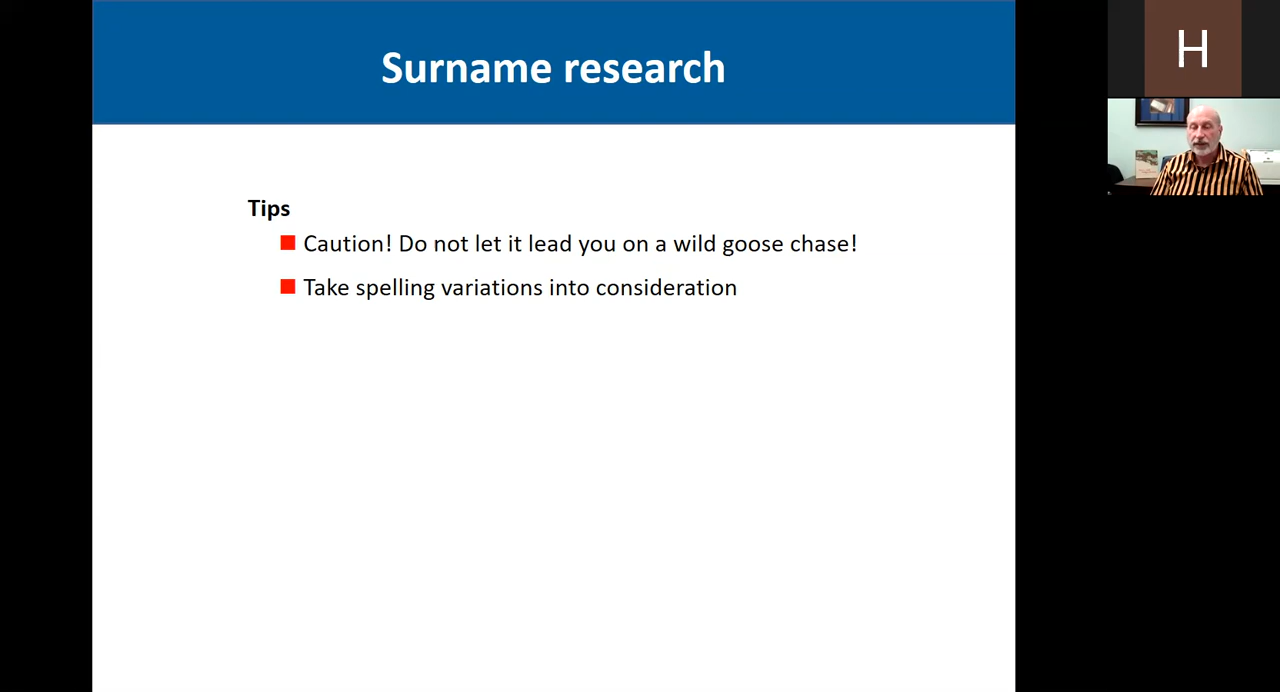 Surname research
H
Tips
Caution! Do not let it lead you on a wild goose chase!
Take spelling variations into consideration